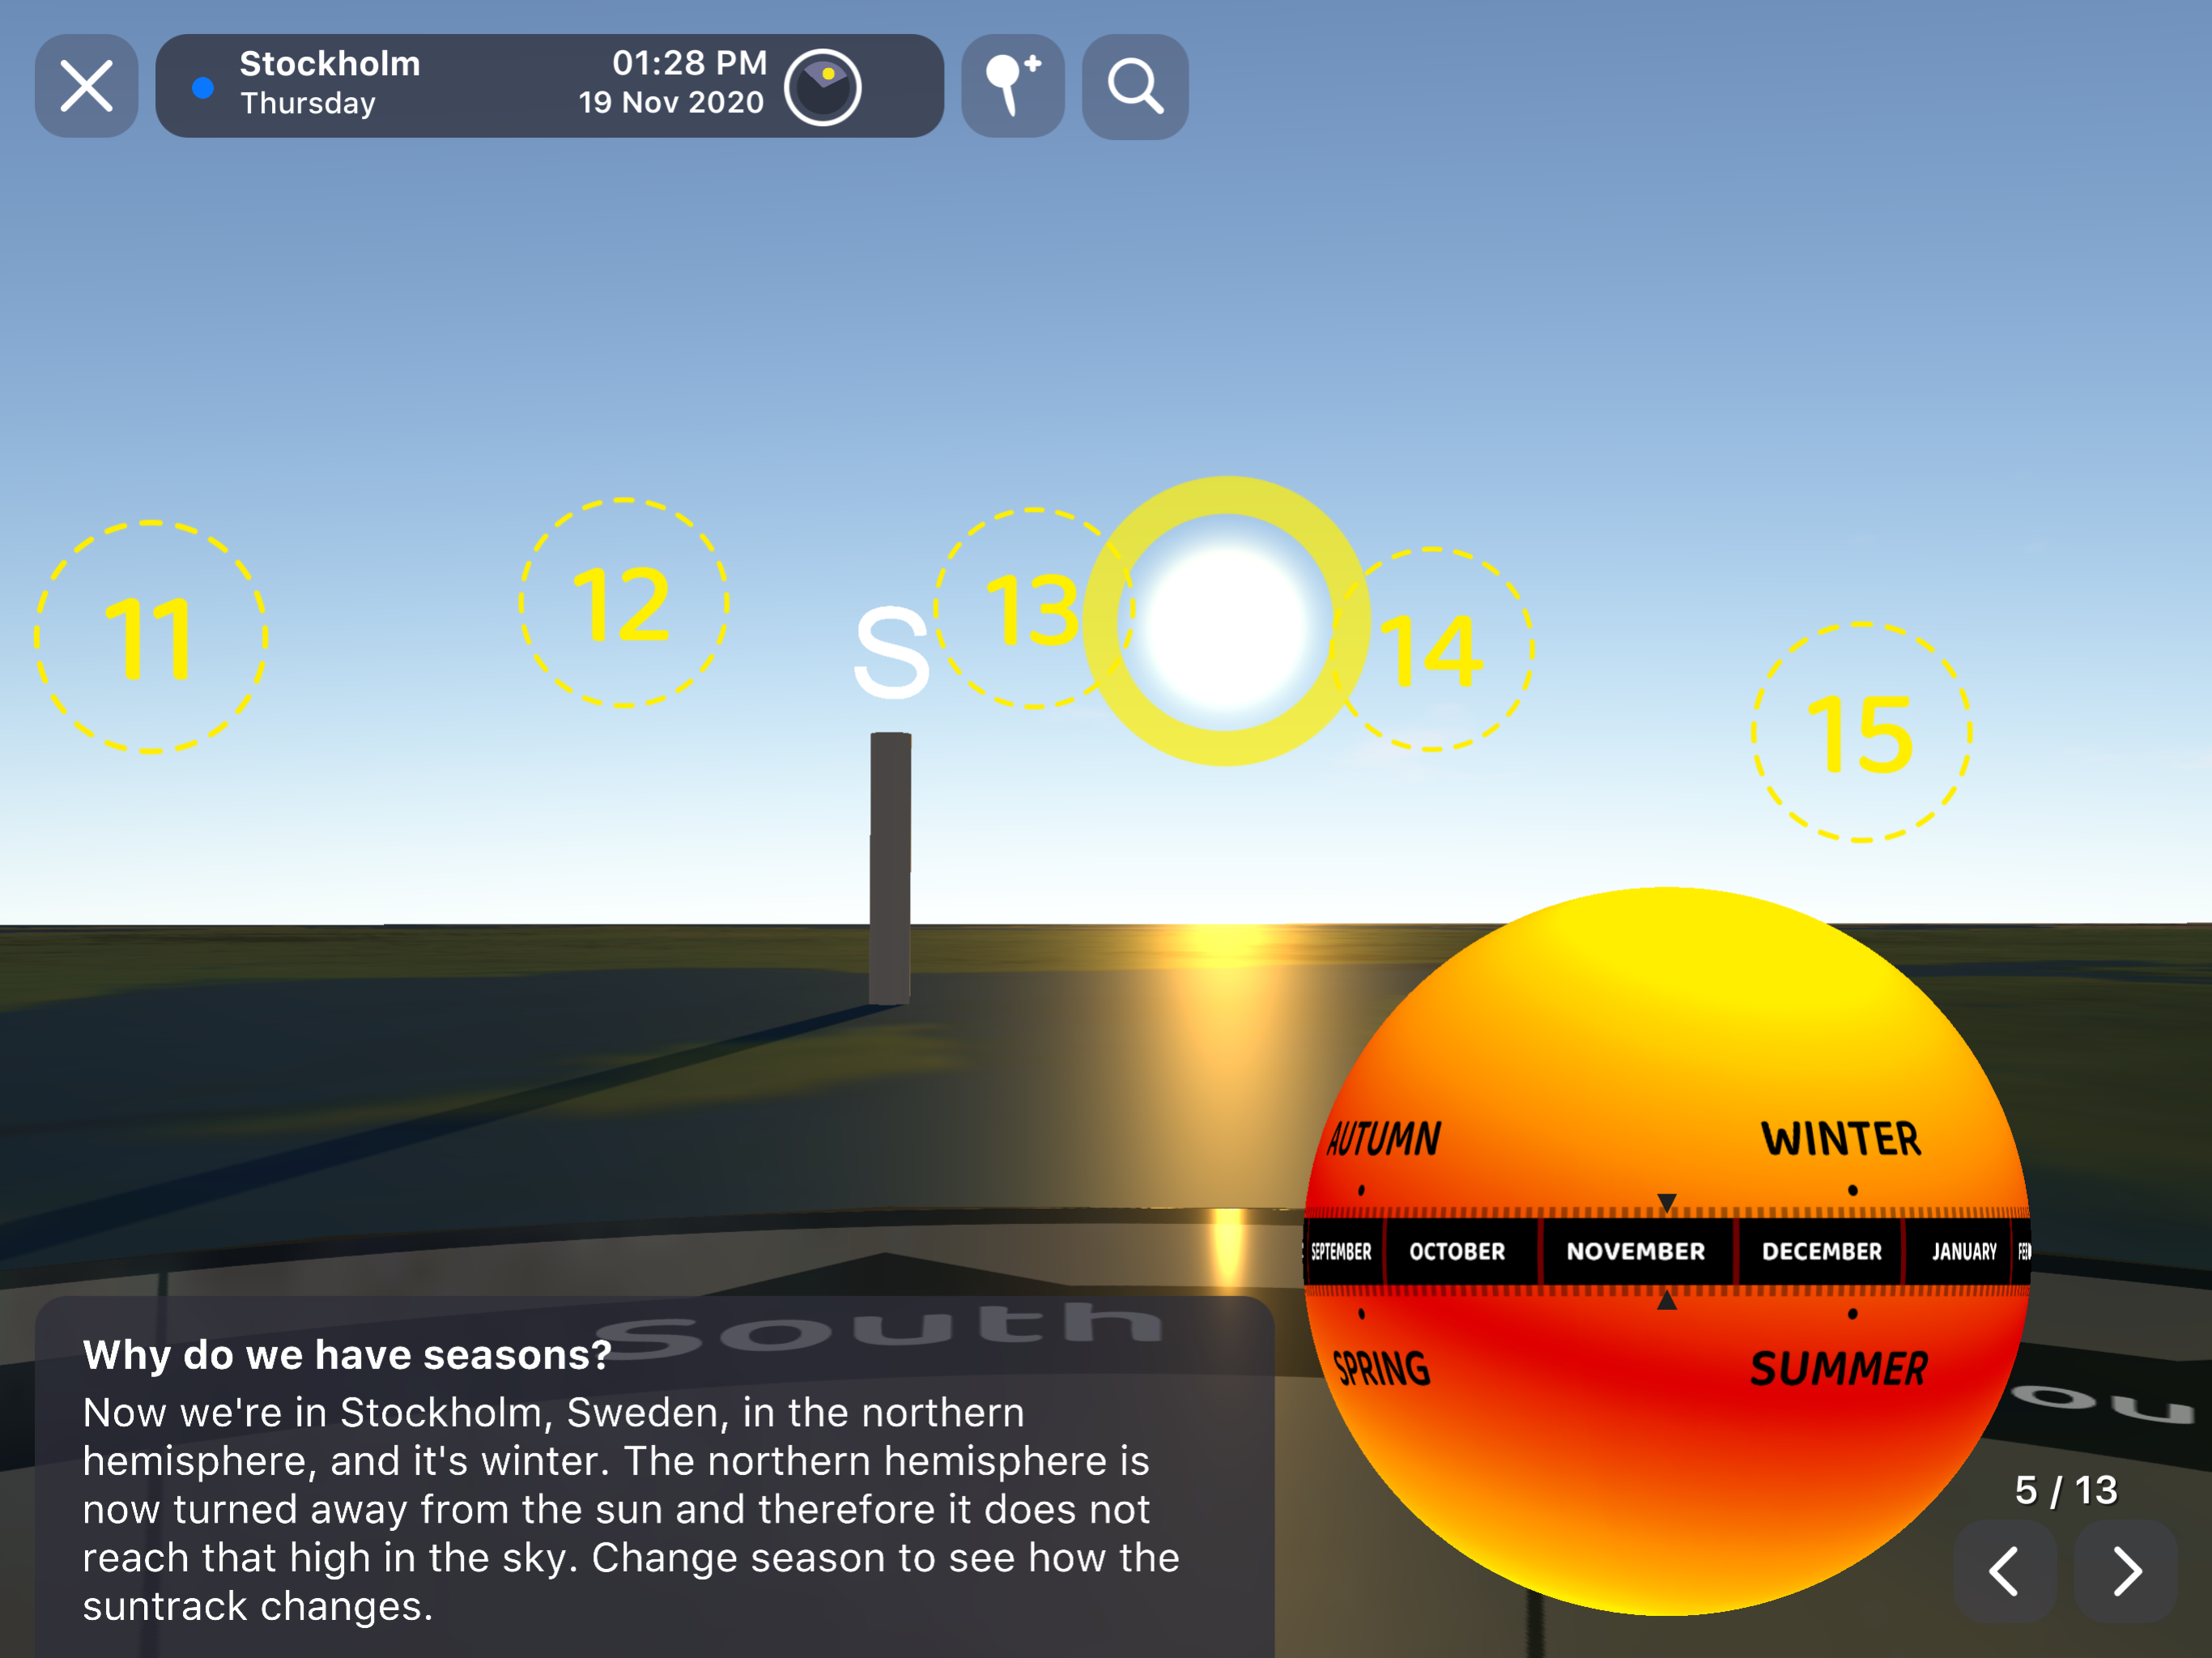 Stockholm
Thursday
01:28 PM
19 Nov 2020
11
12
S
13
14
15
AUTUMN
WINTER
SEPTEMBER
OCTOBER
NOVEMBER
DECEMBER
JANUARY
SPRING
SUMMER
South
Why do we have seasons?
Now we're in Stockholm, Sweden, in the northern
hemisphere, and it's winter. The northern hemisphere is
now turned away from the sun and therefore it does not
reach that high in the sky. Change season to see how the
suntrack changes.
5 / 13